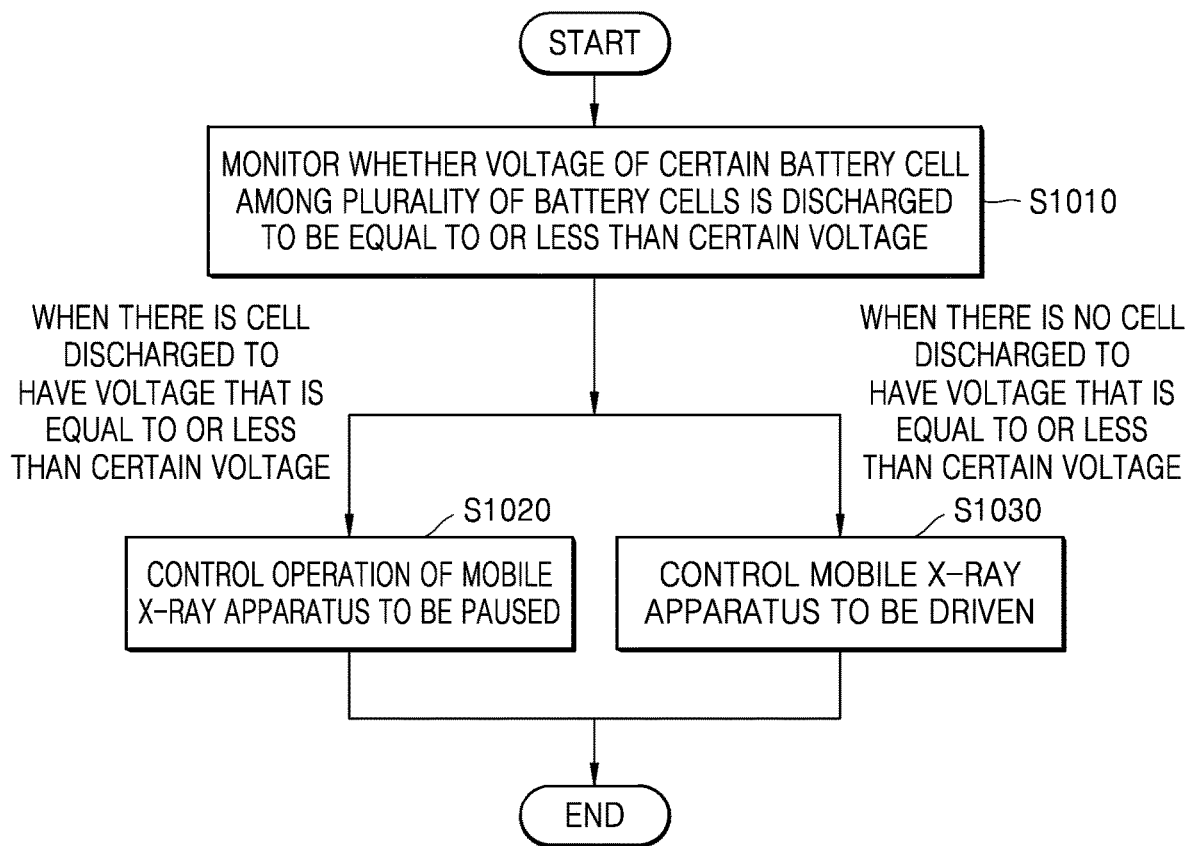 START
MONITOR WHETHER VOLTAGE OF CERTAIN BATTERY CELL
AMONG PLURALITY OF BATTERY CELLS IS DISCHARGED
TO BE EQUAL TO OR LESS THAN CERTAIN VOLTAGE
S1010
WHEN THERE IS CELL
DISCHARGED TO
HAVE VOLTAGE THAT IS
EQUAL TO OR LESS
THAN CERTAIN VOLTAGE
WHEN THERE IS NO CELL
DISCHARGED TO
HAVE VOLTAGE THAT IS
EQUAL TO OR LESS
THAN CERTAIN VOLTAGE
S1020
CONTROL OPERATION OF MOBILE
X-RAY APPARATUS TO BE PAUSED
S1030
CONTROL MOBILE X-RAY
APPARATUS TO BE DRIVEN
END